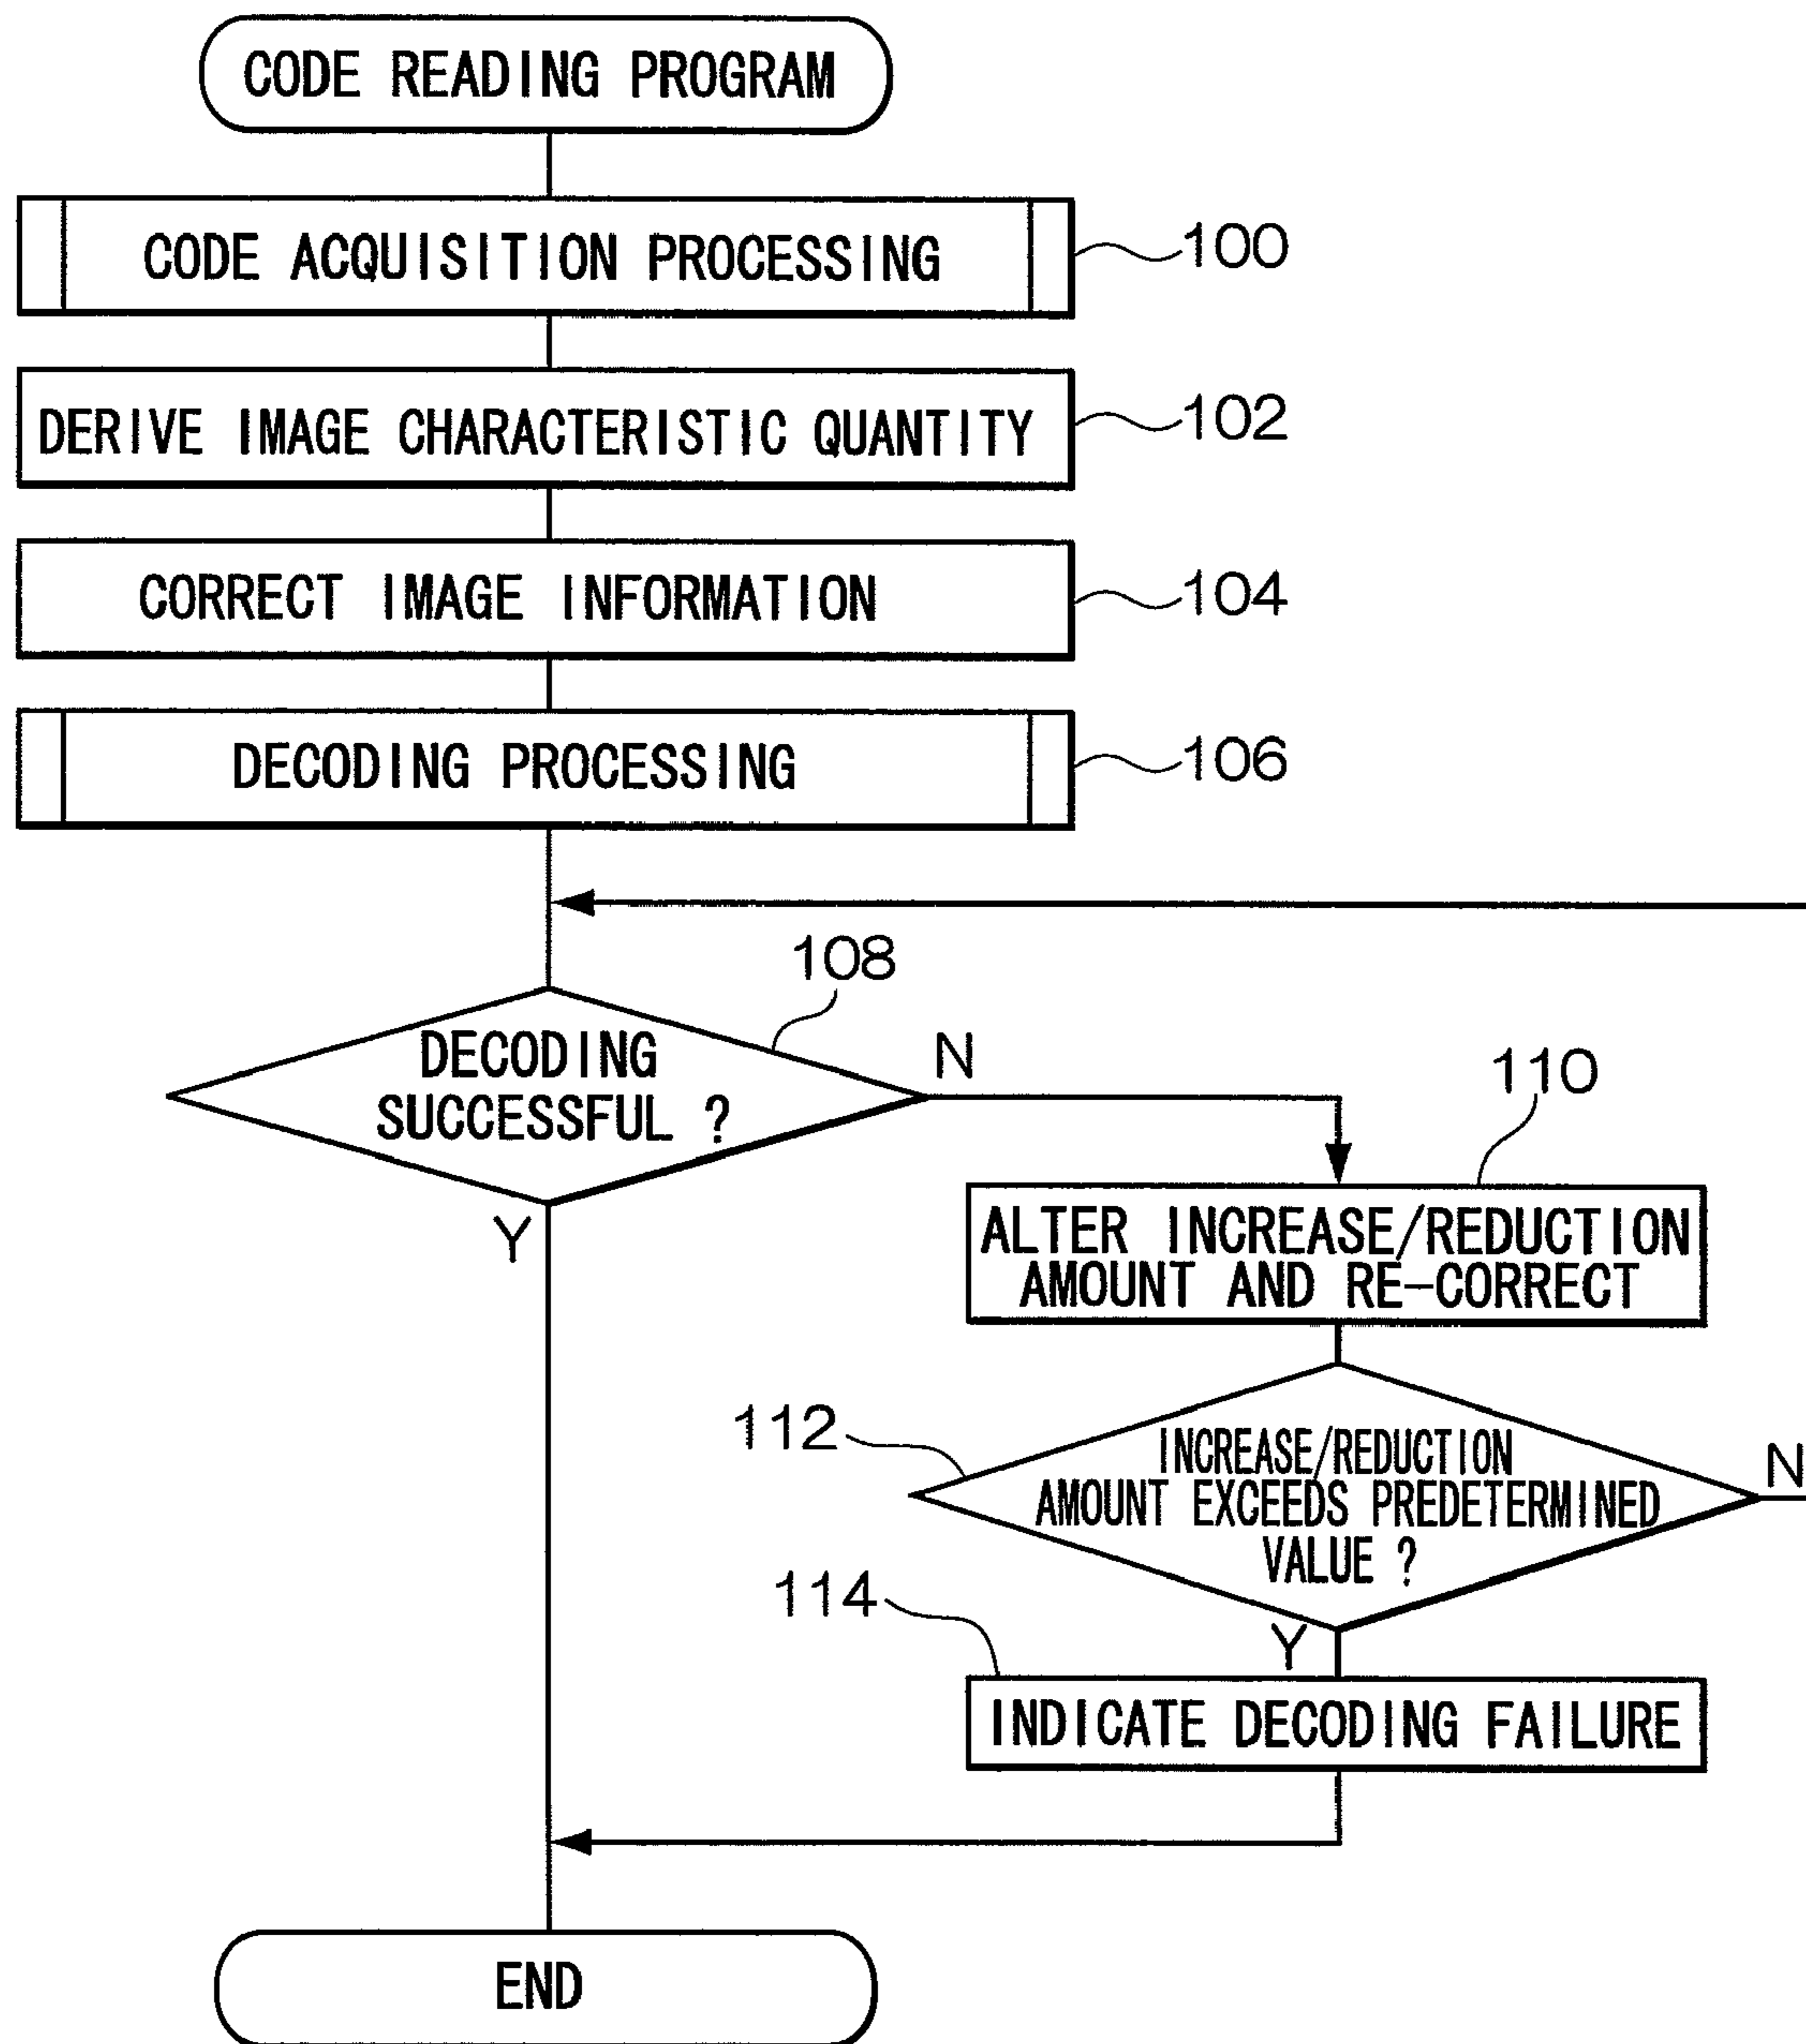 CODE READING PROGRAM
CODE ACQUISITION PROCESSING
100
DERIVE IMAGE CHARACTERISTIC QUANTITY
102
CORRECT IMAGE INFORMATION
104
DECODING PROCESSING
106
108
DECODING
SUCCESSFUL ?
N
Y
110
ALTER INCREASE/REDUCTION
AMOUNT AND RE-CORRECT
112
INCREASE/REDUCTION
AMOUNT EXCEEDS PREDETERMINED
VALUE ?
N
Y
114
INDICATE DECODING FAILURE
END